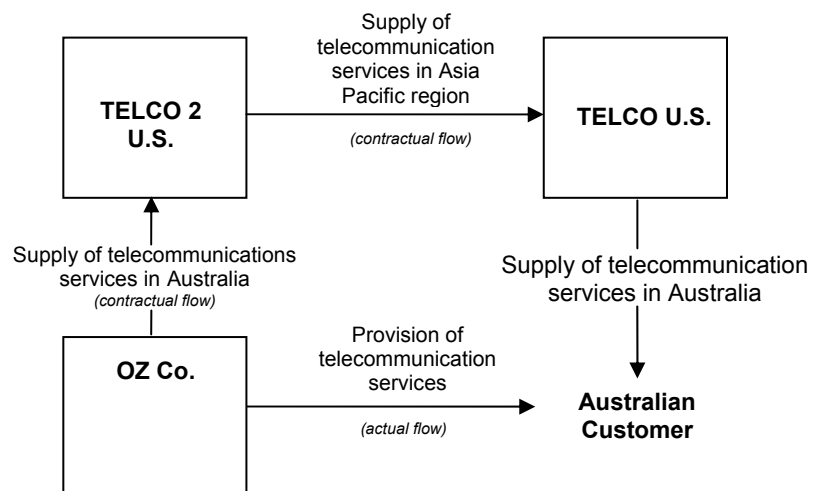 Supply of
telecommunication
services in Asia
Pacific region
(contractual flow)
TELCO 2
U.S.
TELCO U.S.
Supply of telecommunications
services in Australia
(contractual flow)
Supply of telecommunication
services in Australia
OZ Co.
Provision of
telecommunication
services
(actual flow)
Australian
Customer